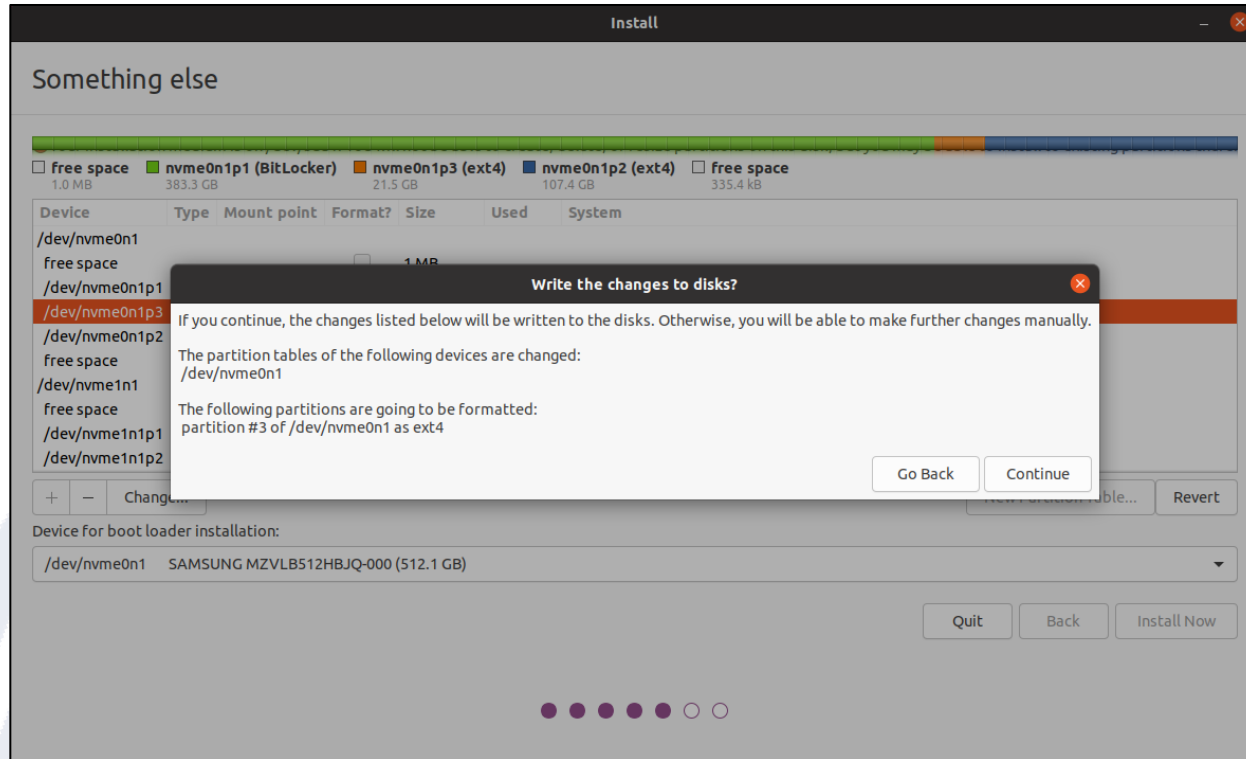 Install
Something else
free space nvme0n1p1 (BitLocker) nvme0n1p3 (ext4) nvme0n1p2 (ext4) free space
1.0 MB 383.3 GB 21.5 GB 107.4 GB 335.4 kB
Device Type Mount point Format? Size Used System
/dev/nvme0n1
free space 1 MB
/dev/nvme0n1p1
/dev/nvme0n1p3
/dev/nvme0n1p2
free space
/dev/nvme1n1
free space
/dev/nvme1n1p1
/dev/nvme1n1p2
Write the changes to disks?
If you continue, the changes listed below will be written to the disks. Otherwise, you will be able to make further changes manually.
The partition tables of the following devices are changed:
/dev/nvme0n1
The following partitions are going to be formatted:
partition #3 of /dev/nvme0n1 as ext4
Go Back Continue
+ − Change... New Partition Table... Revert
Device for boot loader installation:
/dev/nvme0n1 SAMSUNG MZVLB512HBJQ-000 (512.1 GB)
Quit Back Install Now